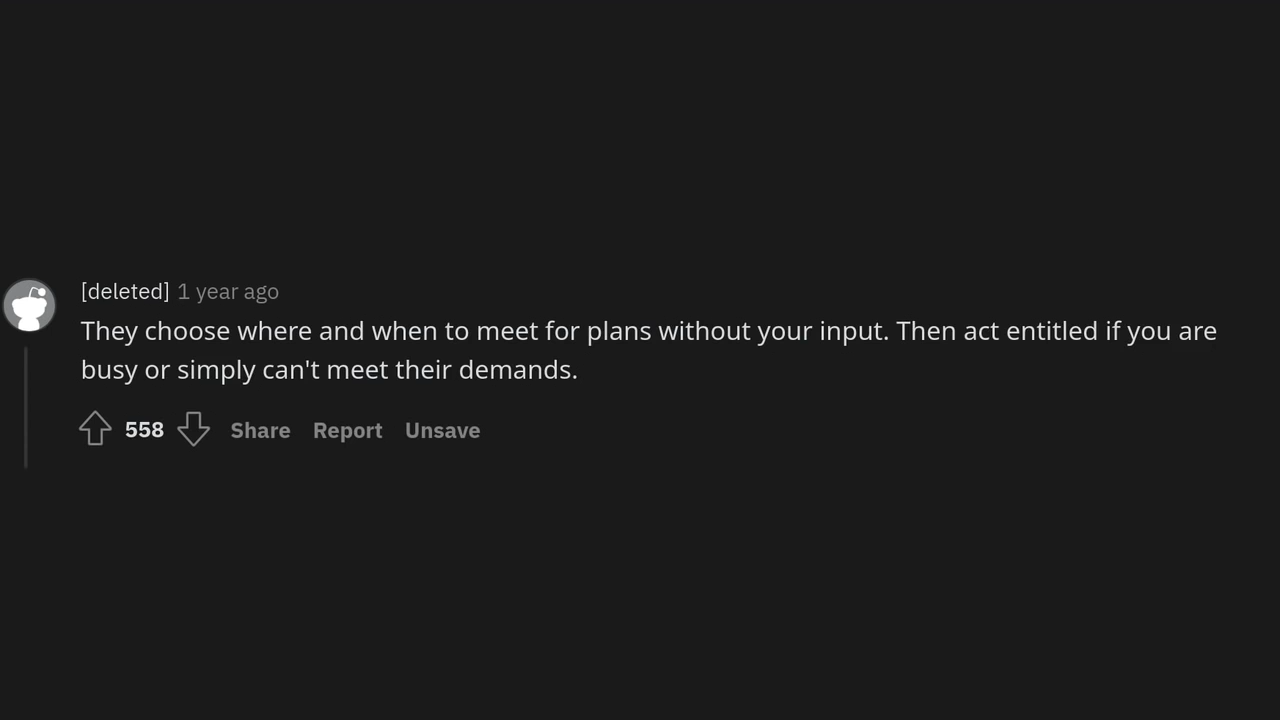 [deleted] 1 year ago
They choose where and when to meet for plans without your input. Then act entitled if you are
busy or simply can't meet their demands.
558 Share Report Unsave